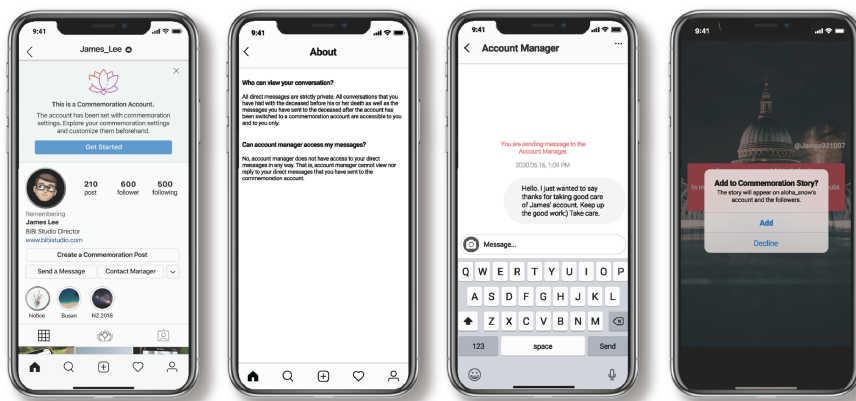 9:41
James_Lee
This is a Commemoration Account.
The account has been set with commemoration
settings. Explore your commemoration settings
and customize them beforehand.
Get Started
210
post
600
follower
500
following
Remembering
James Lee
BiBi Studio Director
www.bibistudio.com
Create a Commemoration Post
Send a Message
Contact Manager
Notice
Busan
NZ 2018
9:41
About
Who can view your conversation?
All direct messages are strictly private. All conversations that you
have had with the deceased before his or her death as well as the
messages you have sent to the deceased after the account has
been switched to a commemoration account are accessible to you
and to you only.
Can account manager access my messages?
No, account manager does not have access to your direct
messages in any way. That is, account manager cannot view nor
reply to your direct messages that you have sent to the
commemoration account.
9:41
Account Manager
You are sending message to the
Account Manager.
2020.05.16, 1:09 PM
Hello. I just wanted to say
thanks for taking good care
of James' account. Keep up
the good work:) Take care.
Message...
Q W E R T Y U I O P
A S D F G H J K L
Z X C V B N M
123
space
Send
9:41
@James921007
Add to Commemoration Story?
The story will appear on aloha_snow's
account and the followers.
Add
Decline